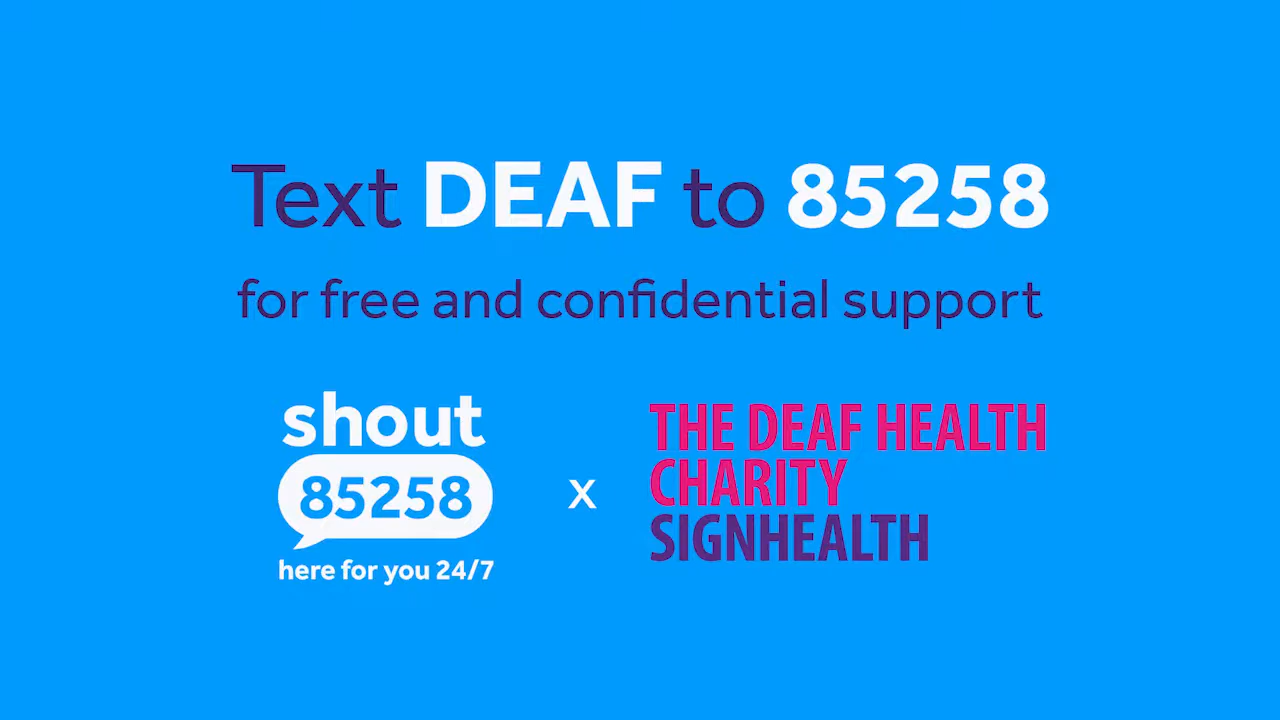 Text DEAF to 85258
for free and confidential support
shout
85258
here for you 24/7
x
THE DEAF HEALTH
CHARITY
SIGNHEALTH